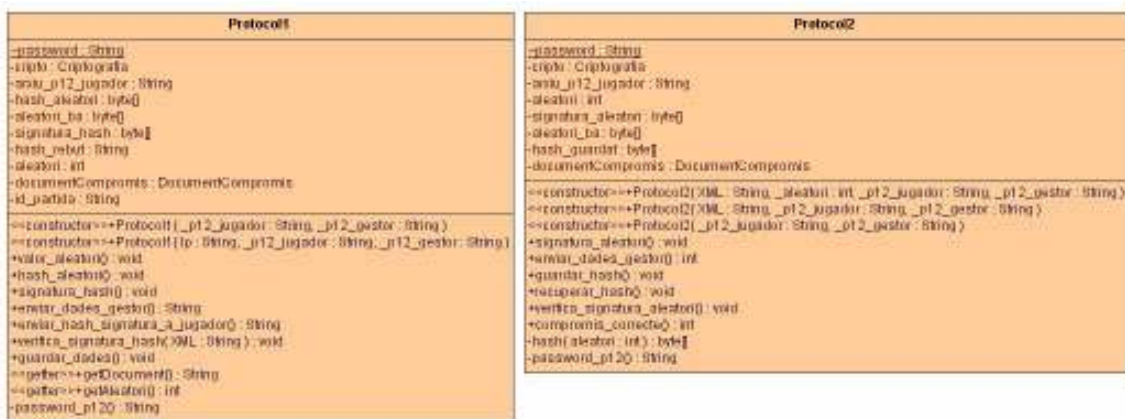 Protocol1
-password : String
-cripto : Criptografia
-arxiu_p12_jugador : String
-hash_aleatori : byte[]
-aleatori_ba : byte[]
-signatura_hash : byte[]
-hash_rebut : String
-aleatori : int
-documentCompromis : DocumentCompromis
-id_partida : String
<<constructor>>+Protocol1( _p12_jugador : String, _p12_gestor : String )
<<constructor>>+Protocol1( Ip : String, _p12_jugador : String, _p12_gestor : String )
+valor_aleatori() : void
+hash_aleatori() : void
+signatura_hash() : void
+enviar_dades_gestor() : String
+enviar_hash_signatura_a_jugador() : String
+verifica_signatura_hash( XML : String ) : void
+guardar_dades() : void
<<getter>>+getDocument() : String
<<getter>>+getAleatori() : int
-password_p12() : String
Protocol2
-password : String
-cripto : Criptografia
-arxiu_p12_jugador : String
-aleatori : int
-signatura_aleatori : byte[]
-aleatori_ba : byte[]
-hash_guardat : byte[]
-documentCompromis : DocumentCompromis
<<constructor>>+Protocol2( XML : String, _aleatori : int, _p12_jugador : String, _p12_gestor : String )
<<constructor>>+Protocol2( XML : String, _p12_jugador : String, _p12_gestor : String )
<<constructor>>+Protocol2( _p12_jugador : String, _p12_gestor : String )
+signatura_aleatori() : void
+enviar_dades_gestor() : int
+guardar_hash() : void
+recuperar_hash() : void
+verifica_signatura_aleatori() : void
+compromis_correcte() : int
-hash( aleatori : int ) : byte[]
-password_p12() : String